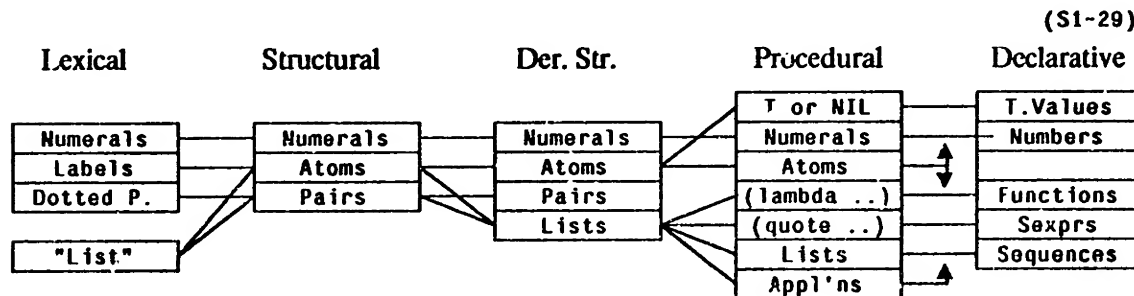 (S1-29)
Lexical Structural Der. Str. Procedural Declarative
T or NIL T.Values
Numerals Numerals Numerals Numerals Numbers
Labels Atoms Atoms Atoms
Dotted P. Pairs Pairs (lambda ..) Functions
Lists (quote ..) Sexprs
"List" Lists Sequences
Appl'ns